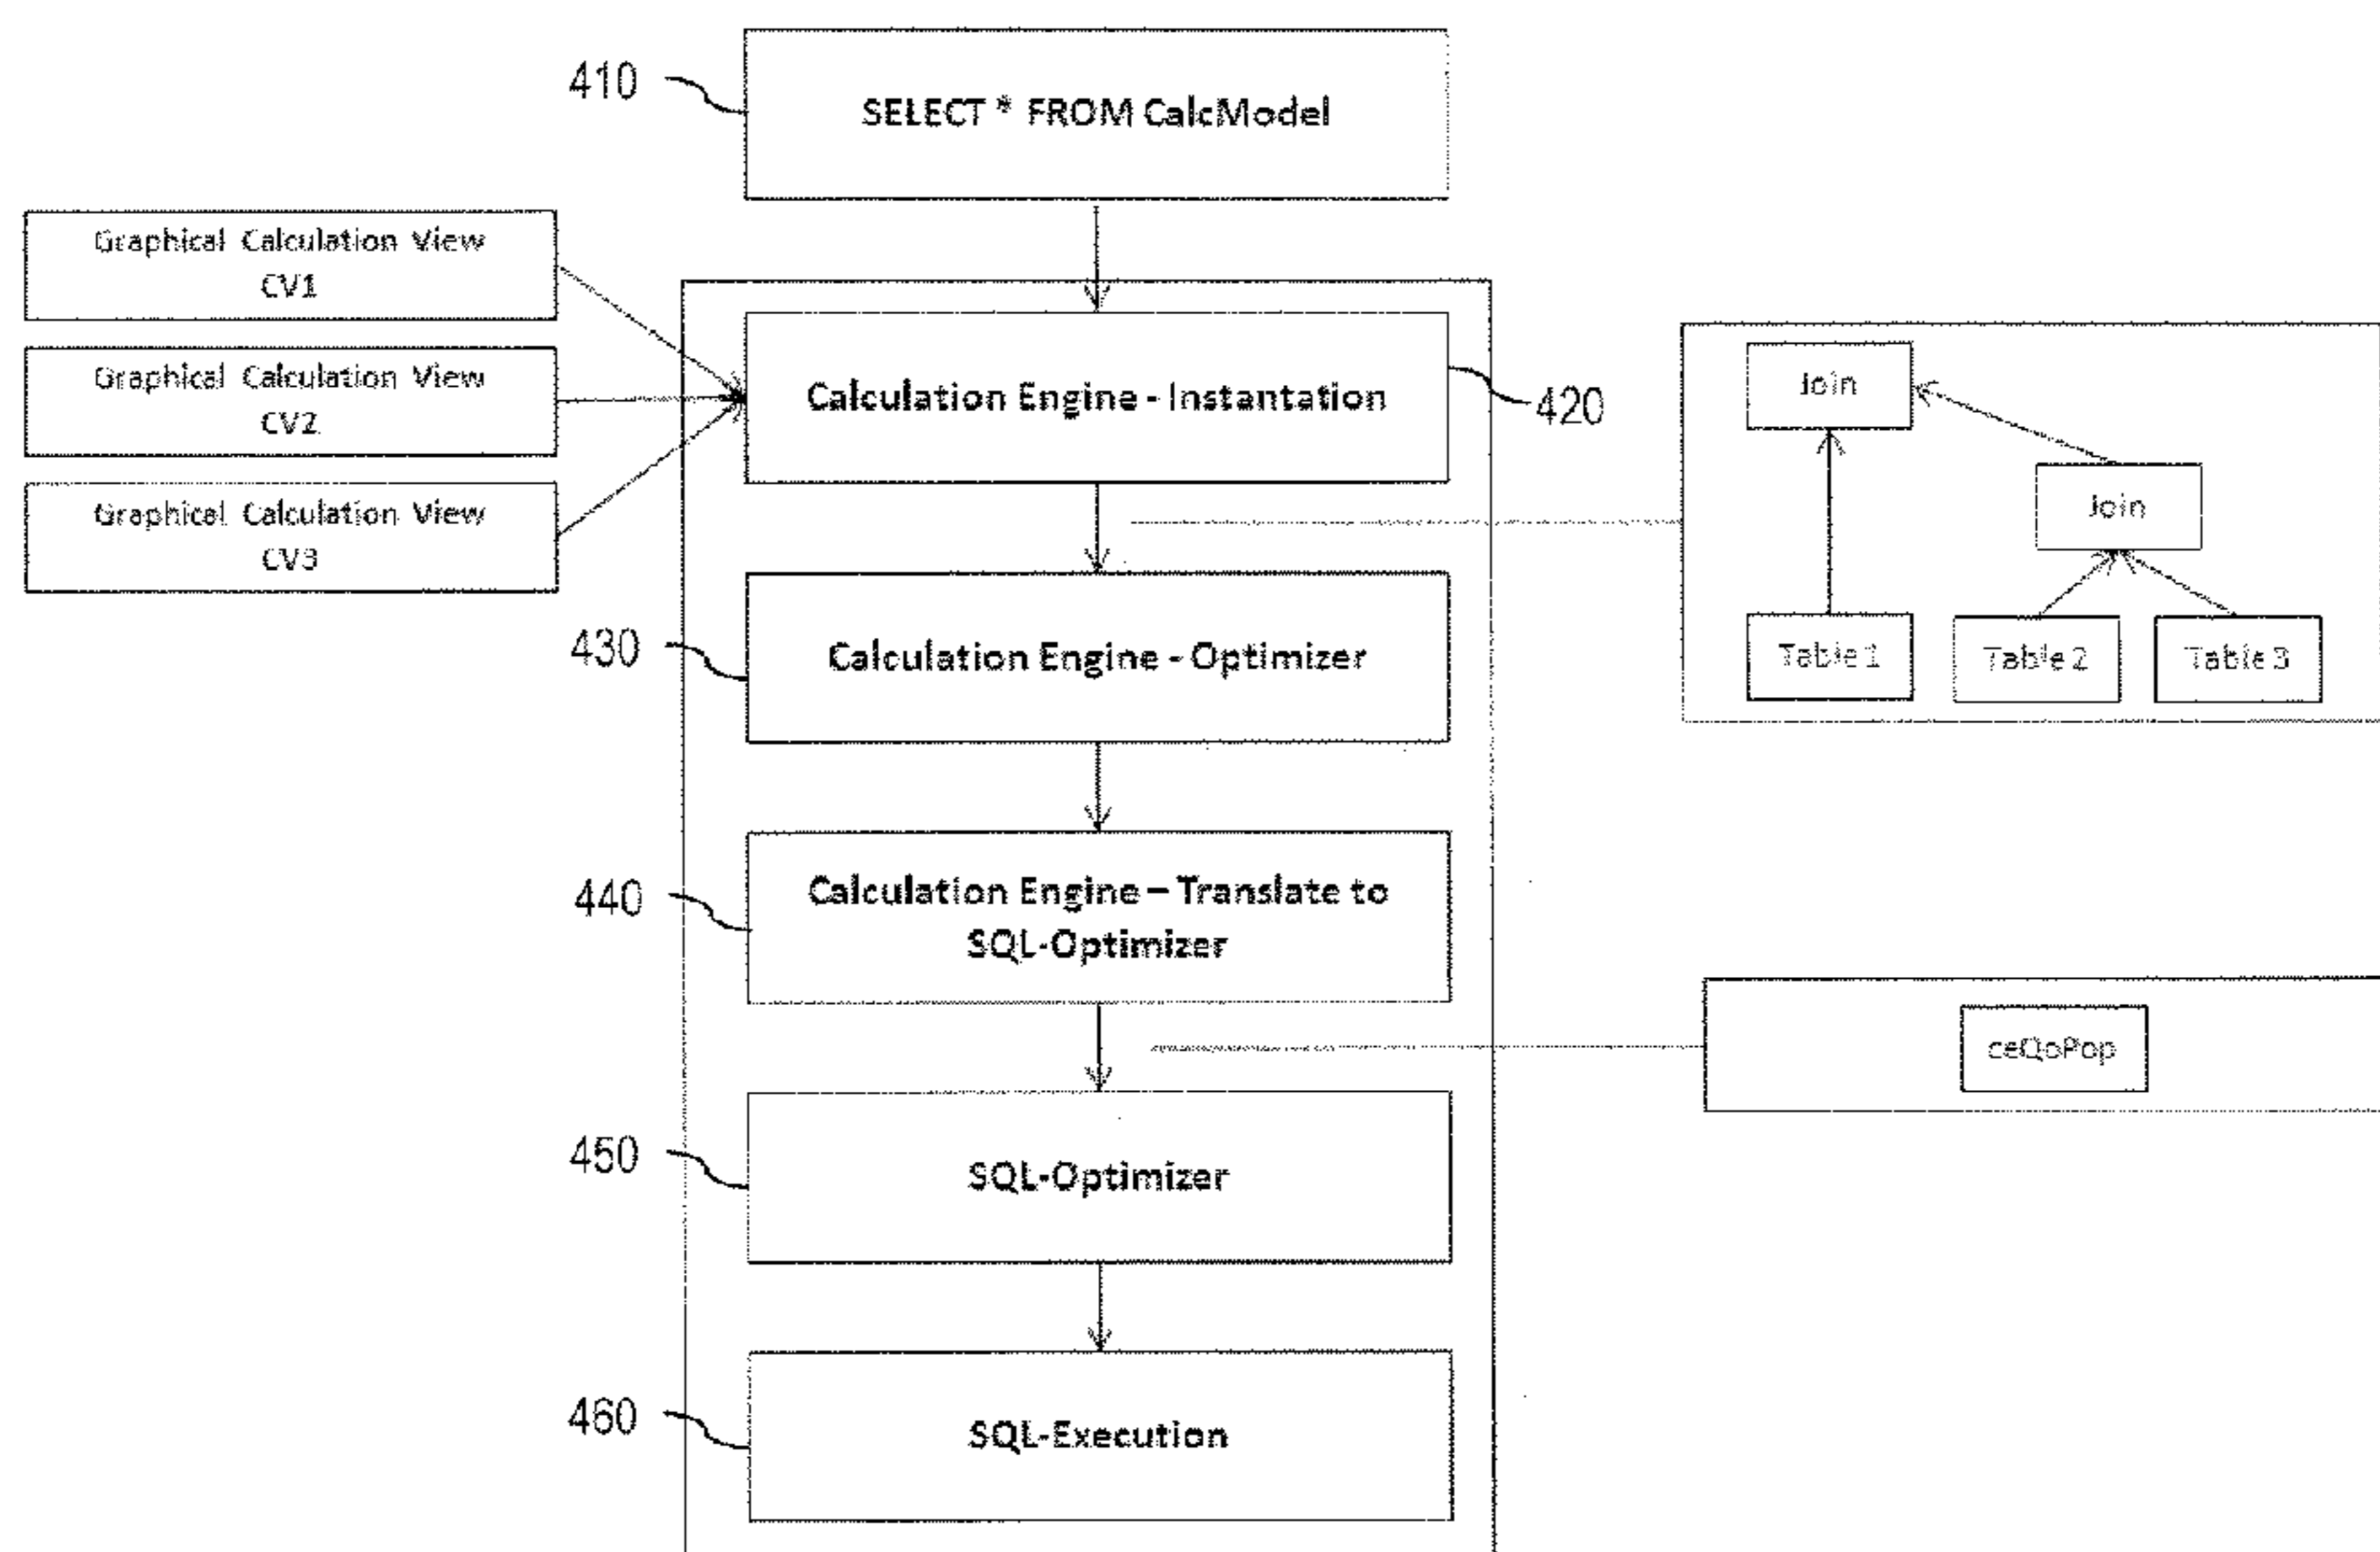 410
SELECT * FROM CalcModel
Graphical Calculation View
CV1
Graphical Calculation View
CV2
Graphical Calculation View
CV3
Calculation Engine - Instantation
420
Join
Join
Table 1
Table 2
Table 3
430
Calculation Engine - Optimizer
440
Calculation Engine – Translate to
SQL-Optimizer
ceQoPop
450
SQL-Optimizer
460
SQL-Execution